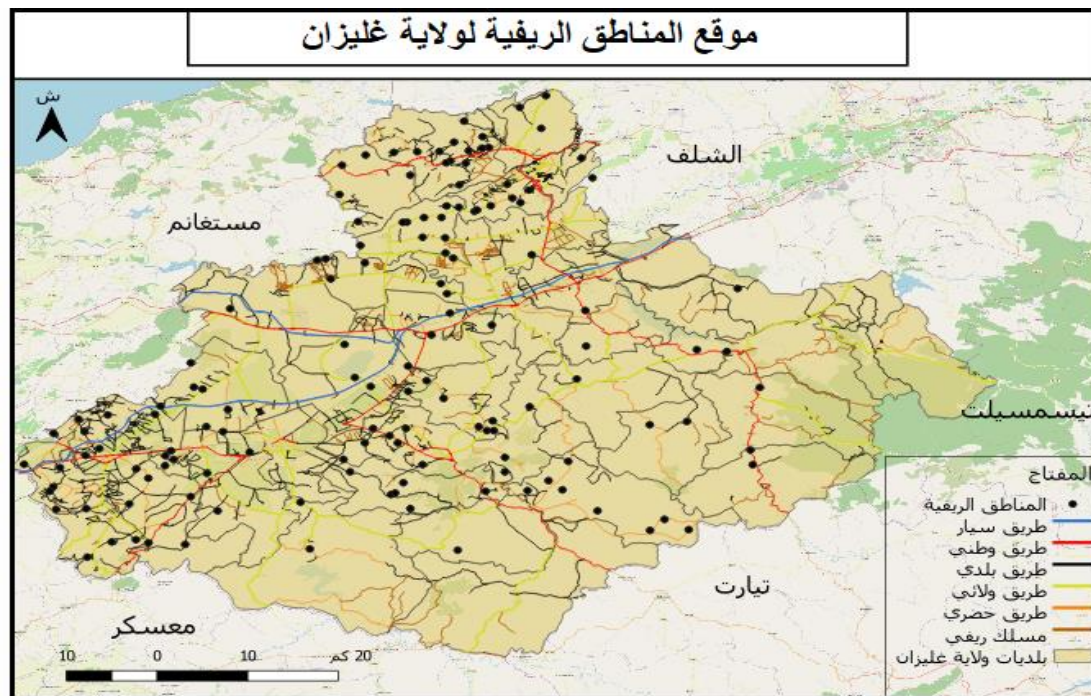 موقع المناطق الريفية لولاية غليزان
ش
الشلف
مستغانم
تيسمسيلت
تيارت
معسكر
المفتاح
المناطق الريفية
طريق سيار
طريق وطني
طريق بلدي
طريق ولائي
طريق حضري
مسلك ريفي
بلديات ولاية غليزان
10 0 10 20 كم